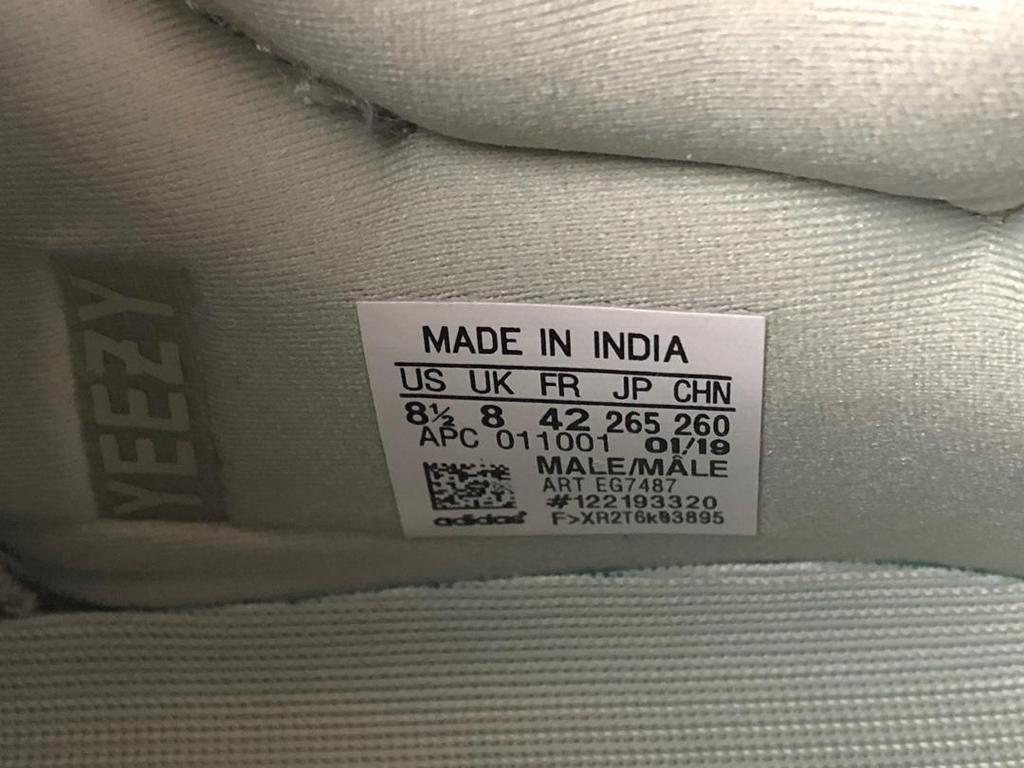 YEEZY
MADE IN INDIA
US UK FR JP CHN
8½ 8 42 265 260
APC 011001 01/19
MALE/MÂLE
ART EG7487
#122193320
adidas F>XR2T6k03895